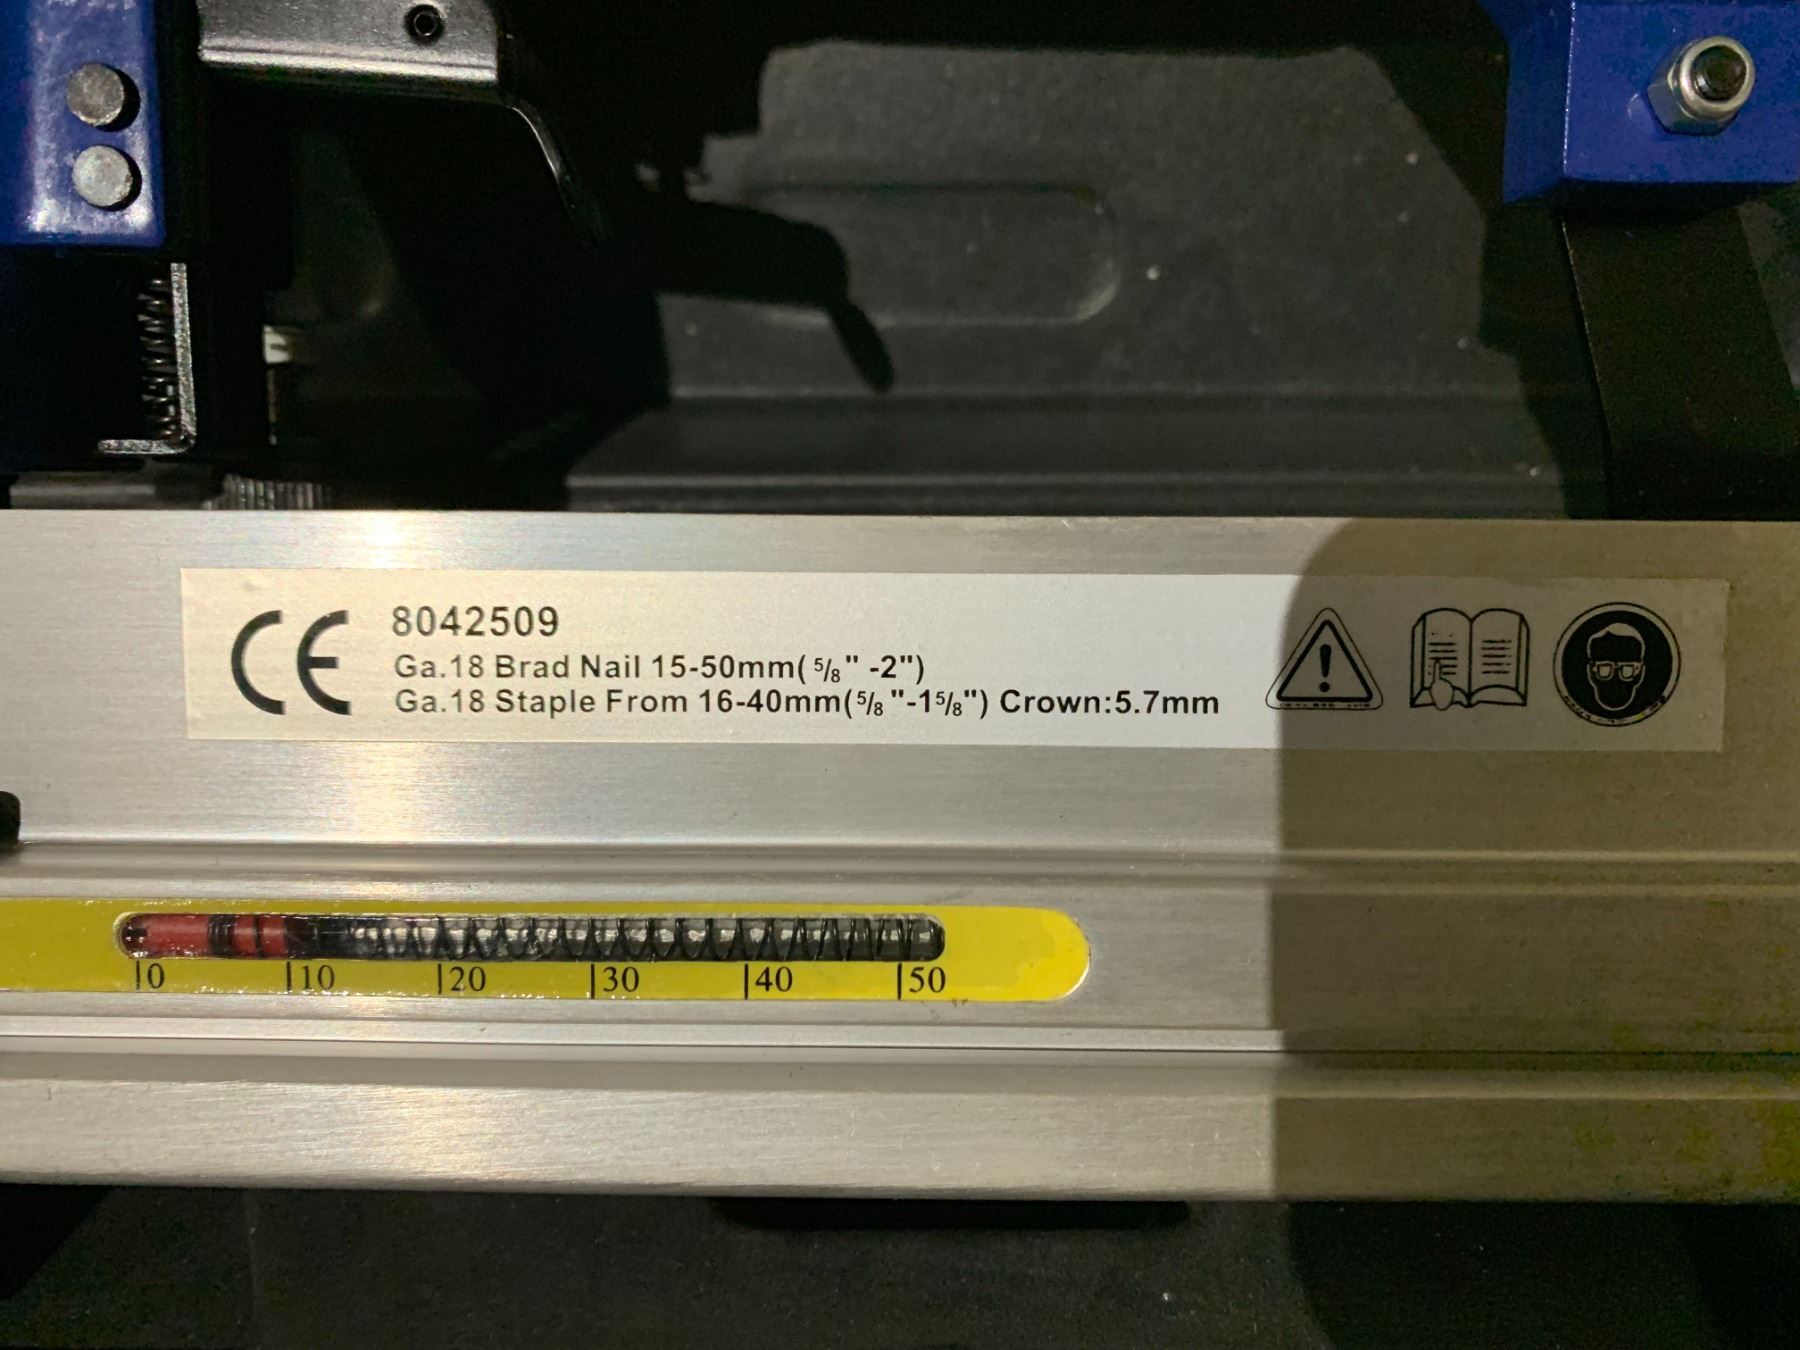 CE 8042509
Ga.18 Brad Nail 15-50mm( 5/8" -2")
Ga.18 Staple From 16-40mm(5/8"-15/8") Crown:5.7mm
|0 |10 |20 |30 |40 |50